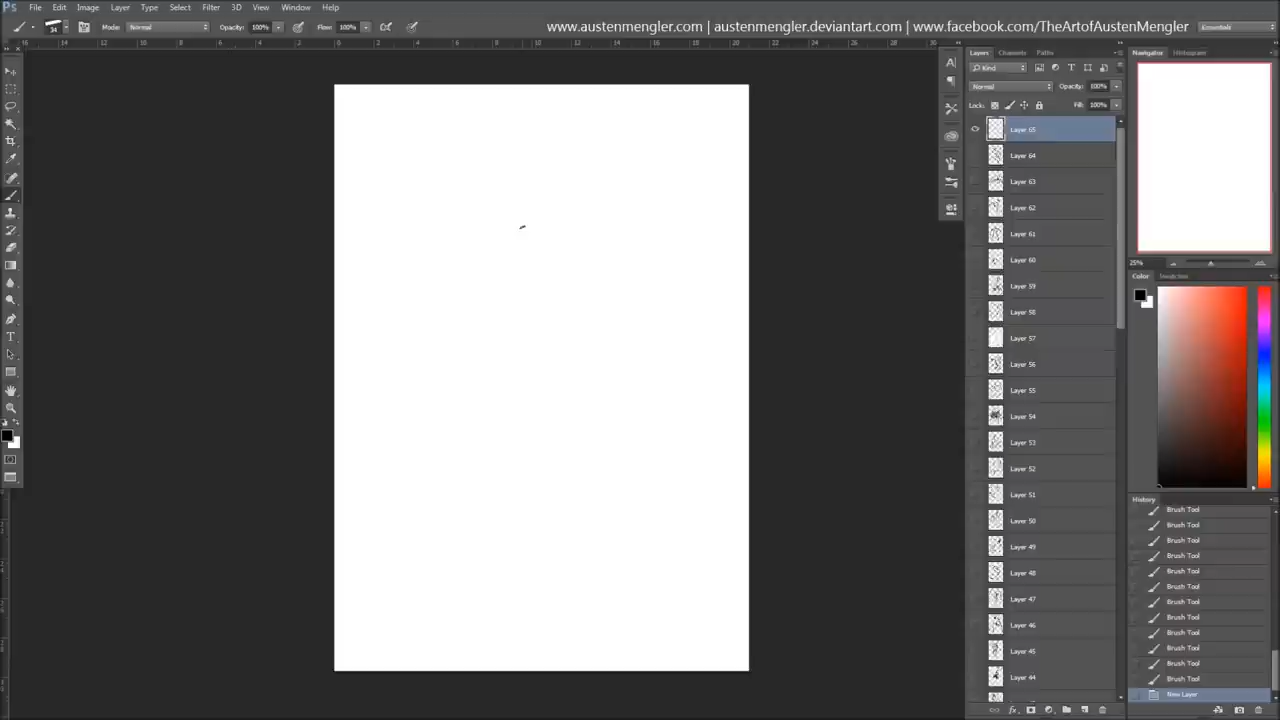 Ps File Edit Image Layer Type Select Filter 3D View Window Help
34 Mode: Normal Opacity: 100% Flow: 100% www.austenmengler.com | austenmengler.deviantart.com | www.facebook.com/TheArtofAustenMengler Essentials
Layers Channels Paths
Kind
Normal Opacity: 100%
Lock: Fill: 100%
Layer 65
Layer 64
Layer 63
Layer 62
Layer 61
Layer 60
Layer 59
Layer 58
Layer 57
Layer 56
Layer 55
Layer 54
Layer 53
Layer 52
Layer 51
Layer 50
Layer 49
Layer 48
Layer 47
Layer 46
Layer 45
Layer 44
Navigator Histogram
25%
Color Swatches
History
Brush Tool
Brush Tool
Brush Tool
Brush Tool
Brush Tool
Brush Tool
Brush Tool
Brush Tool
Brush Tool
Brush Tool
Brush Tool
Brush Tool
New Layer